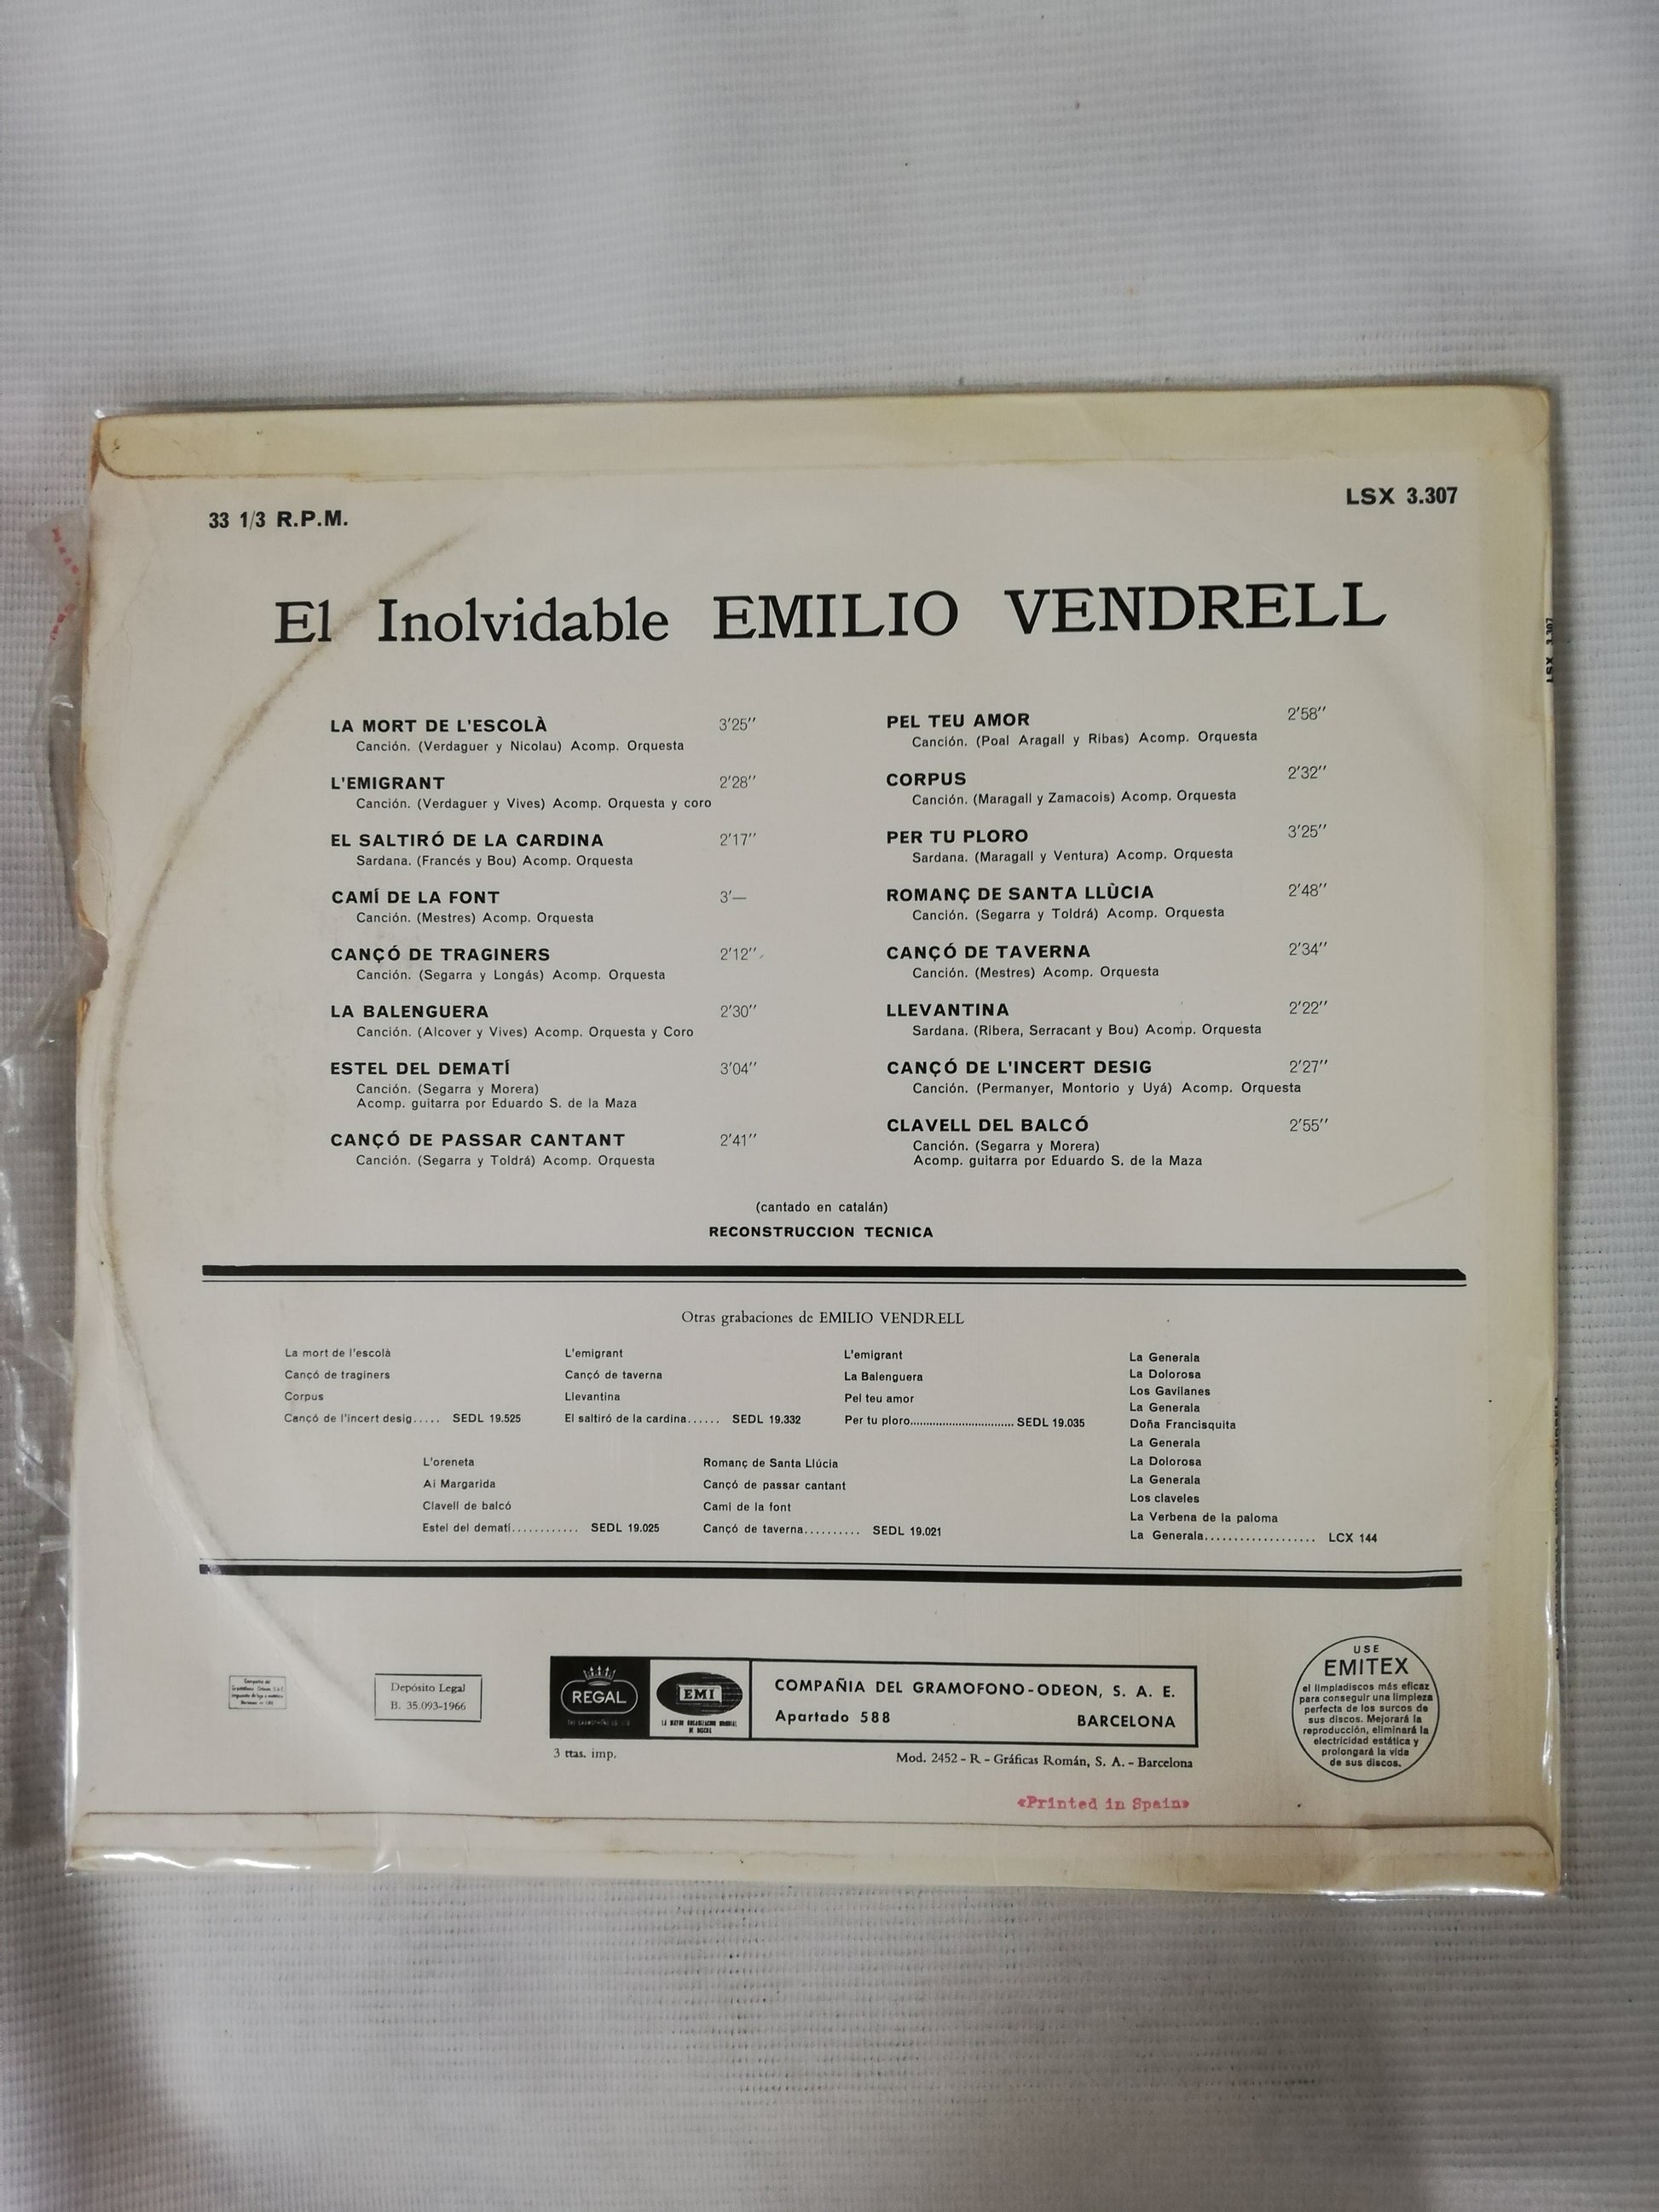 33 1/3 R.P.M.
LSX 3.307
El Inolvidable EMILIO VENDRELL
LA MORT DE L'ESCOLÀ 3'25''
Canción. (Verdaguer y Nicolau) Acomp. Orquesta
L'EMIGRANT 2'28''
Canción. (Verdaguer y Vives) Acomp. Orquesta y coro
EL SALTIRÓ DE LA CARDINA 2'17''
Sardana. (Francés y Bou) Acomp. Orquesta
CAMÍ DE LA FONT 3'—
Canción. (Mestres) Acomp. Orquesta
CANÇÓ DE TRAGINERS 2'12''
Canción. (Segarra y Longás) Acomp. Orquesta
LA BALENGUERA 2'30''
Canción. (Alcover y Vives) Acomp. Orquesta y Coro
ESTEL DEL DEMATÍ 3'04''
Canción. (Segarra y Morera)
Acomp. guitarra por Eduardo S. de la Maza
CANÇÓ DE PASSAR CANTANT 2'41''
Canción. (Segarra y Toldrá) Acomp. Orquesta
PEL TEU AMOR 2'58''
Canción. (Poal Aragall y Ribas) Acomp. Orquesta
CORPUS 2'32''
Canción. (Maragall y Zamacois) Acomp. Orquesta
PER TU PLORO 3'25''
Sardana. (Maragall y Ventura) Acomp. Orquesta
ROMANÇ DE SANTA LLÙCIA 2'48''
Canción. (Segarra y Toldrá) Acomp. Orquesta
CANÇÓ DE TAVERNA 2'34''
Canción. (Mestres) Acomp. Orquesta
LLEVANTINA 2'22''
Sardana. (Ribera, Serracant y Bou) Acomp. Orquesta
CANÇÓ DE L'INCERT DESIG 2'27''
Canción. (Permanyer, Montorio y Uyá) Acomp. Orquesta
CLAVELL DEL BALCÓ 2'55''
Canción. (Segarra y Morera)
Acomp. guitarra por Eduardo S. de la Maza
(cantado en catalán)
RECONSTRUCCION TECNICA
Otras grabaciones de EMILIO VENDRELL
La mort de l'escolà
Cançó de traginers
Corpus
Cançó de l'incert desig..... SEDL 19.525
L'emigrant
Cançó de taverna
Llevantina
El saltiró de la cardina...... SEDL 19.332
L'emigrant
La Balenguera
Pel teu amor
Per tu ploro................................ SEDL 19.035
L'oreneta
Ai Margarida
Clavell de balcó
Estel del dematí............ SEDL 19.025
Romanç de Santa Llúcia
Cançó de passar cantant
Cami de la font
Cançó de taverna.......... SEDL 19.021
La Generala
La Dolorosa
Los Gavilanes
La Generala
Doña Francisquita
La Generala
La Dolorosa
La Generala
Los claveles
La Verbena de la paloma
La Generala................... LCX 144
Depósito Legal
B. 35.093-1966
REGAL
EMI
COMPAÑIA DEL GRAMOFONO-ODEON, S. A. E.
Apartado 588 BARCELONA
3 ttas. imp.
Mod. 2452 - R - Gráficas Román, S. A. - Barcelona
«Printed in Spain»
USE
EMITEX
el limpiadiscos más eficaz
para conseguir una limpieza
perfecta de los surcos de
sus discos. Mejorará la
reproducción, eliminará la
electricidad estática y
prolongará la vida
de sus discos.
LSX 3.307